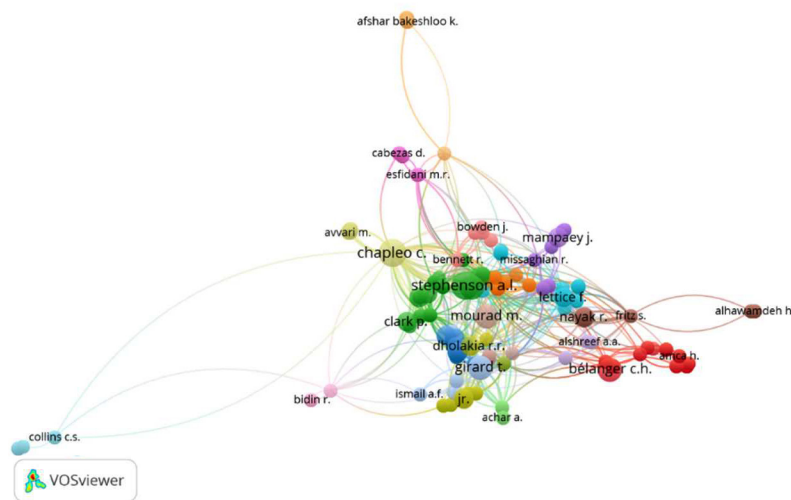 afshar bakeshloo k.
cabezas d.
esfidani m.r.
avvari m.
bowden j.
mampaey j.
chapleo c.
bennett r.
missaghian r.
stephenson a.l.
lettice f.
clark p.
mourad m.
nayak r.
fritz s.
alhawamdeh h
dholakia r.r.
alshreef a.a.
amca h.
girard t.
bélanger c.h.
bidin r.
ismail a.f.
jr.
achar a.
collins c.s.
VOSviewer